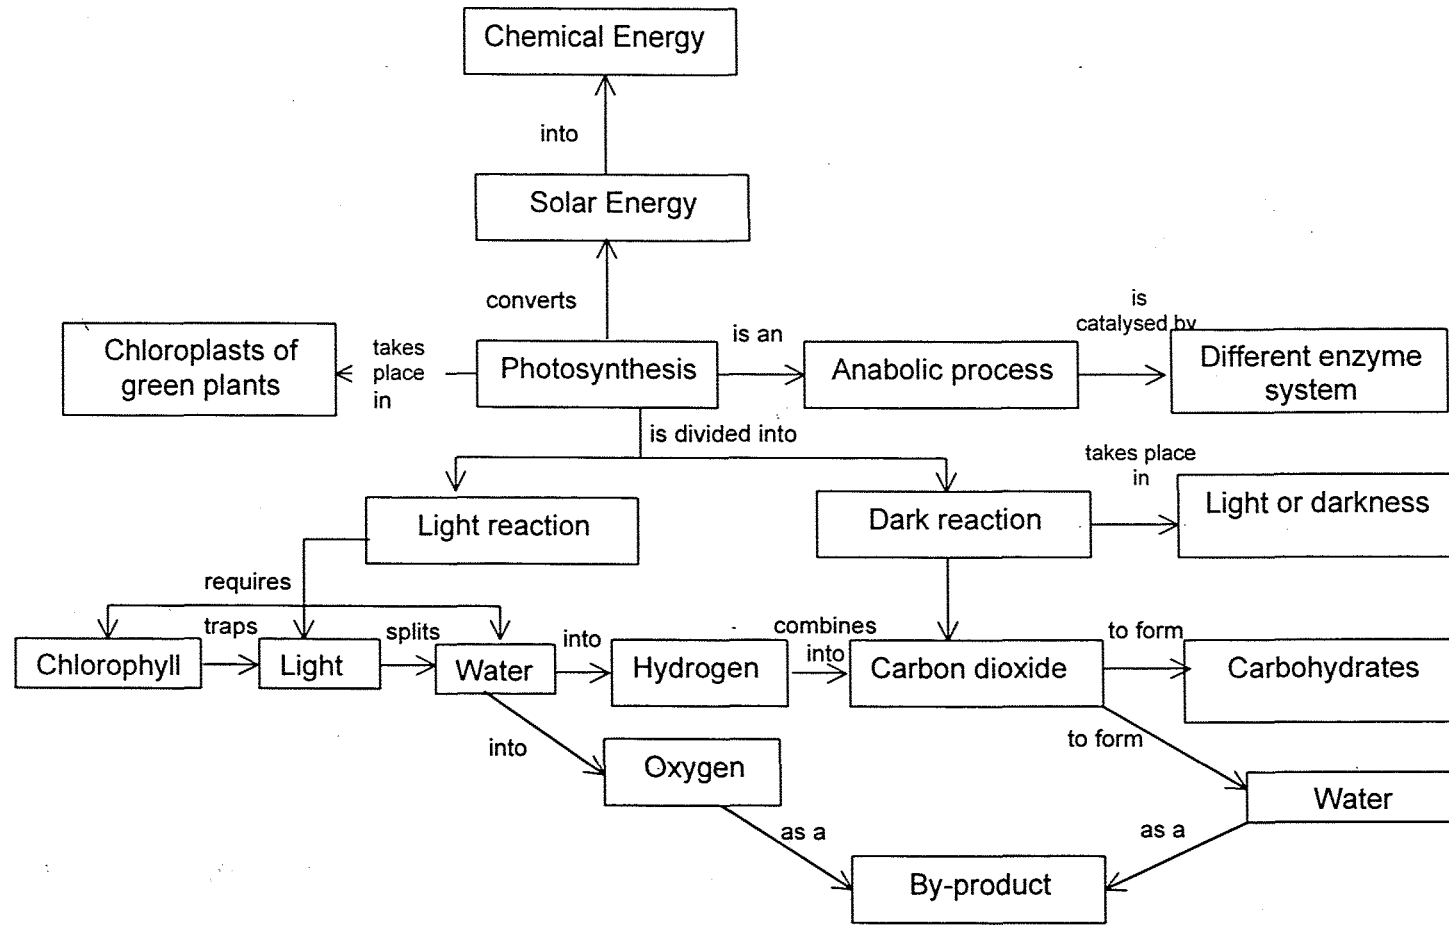 Chemical Energy
into
Solar Energy
converts
is
catalysed by
Chloroplasts of
green plants
takes
place
in
Photosynthesis
is an
Anabolic process
Different enzyme
system
is divided into
takes place
in
Light reaction
Dark reaction
Light or darkness
requires
Chlorophyll
traps
Light
splits
Water
into
Hydrogen
combines
into
Carbon dioxide
to form
Carbohydrates
into
Oxygen
to form
Water
as a
as a
By-product